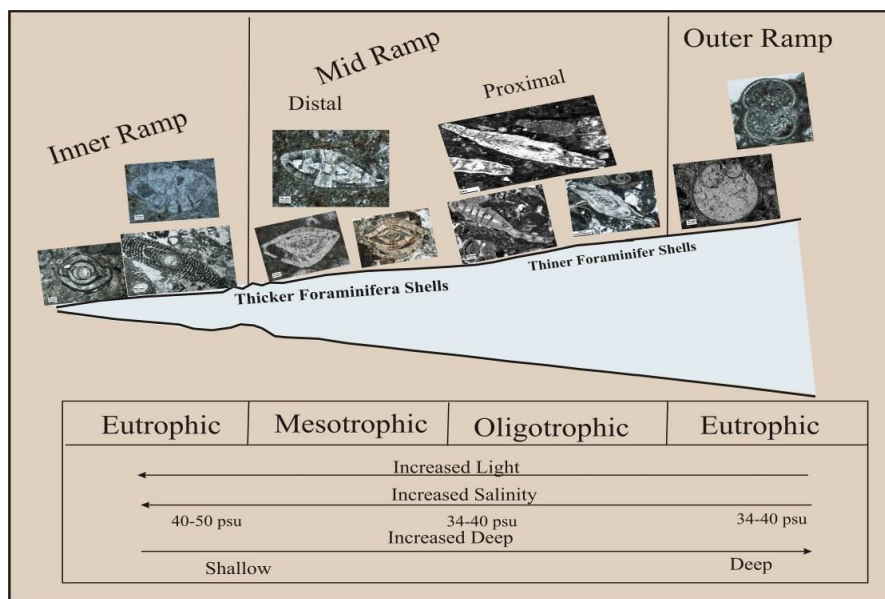 Inner Ramp
Mid Ramp
Outer Ramp
Distal
Proximal
Thicker Foraminifera Shells
Thiner Foraminifer Shells
Eutrophic
Mesotrophic
Oligotrophic
Eutrophic
Increased Light
Increased Salinity
40-50 psu
34-40 psu
34-40 psu
Increased Deep
Shallow
Deep